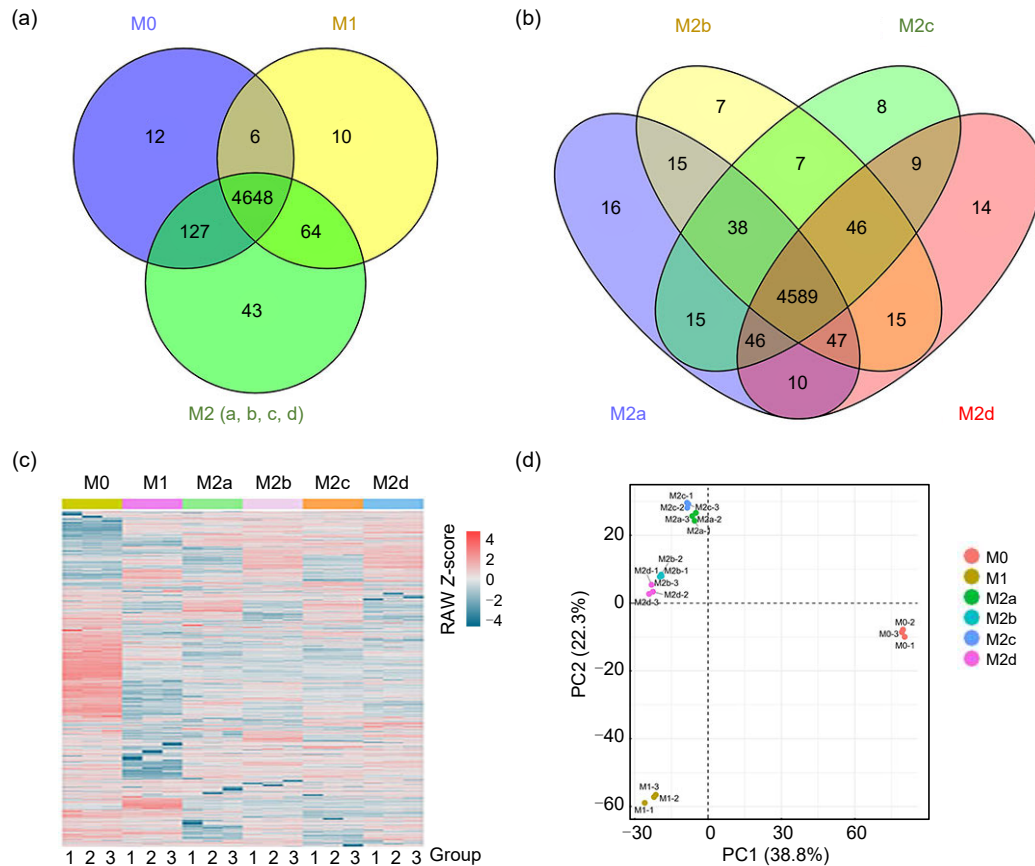 (a)
M0 M1
12 6 10
4648
127 64
43
M2 (a, b, c, d)
(b)
M2b M2c
7 8
15 7 9
16 38 46 14
4589
15 15
46 47
10
M2a M2d
(c)
M0 M1 M2a M2b M2c M2d
RAW Z-score
4
2
0
−2
−4
1 2 3 1 2 3 1 2 3 1 2 3 1 2 3 1 2 3 Group
(d)
PC2 (22.3%)
20
0
−20
−40
−60
M2c-1
M2c-2 M2c-3
M2a-3 M2a-2
M2a-1
M2b-2
M2d-1 M2b-1
M2b-3
M2d-2
M2d-3
M0-2
M0-3
M0-1
M1-3
M1-2
M1-1
−30 0 30 60
PC1 (38.8%)
M0
M1
M2a
M2b
M2c
M2d